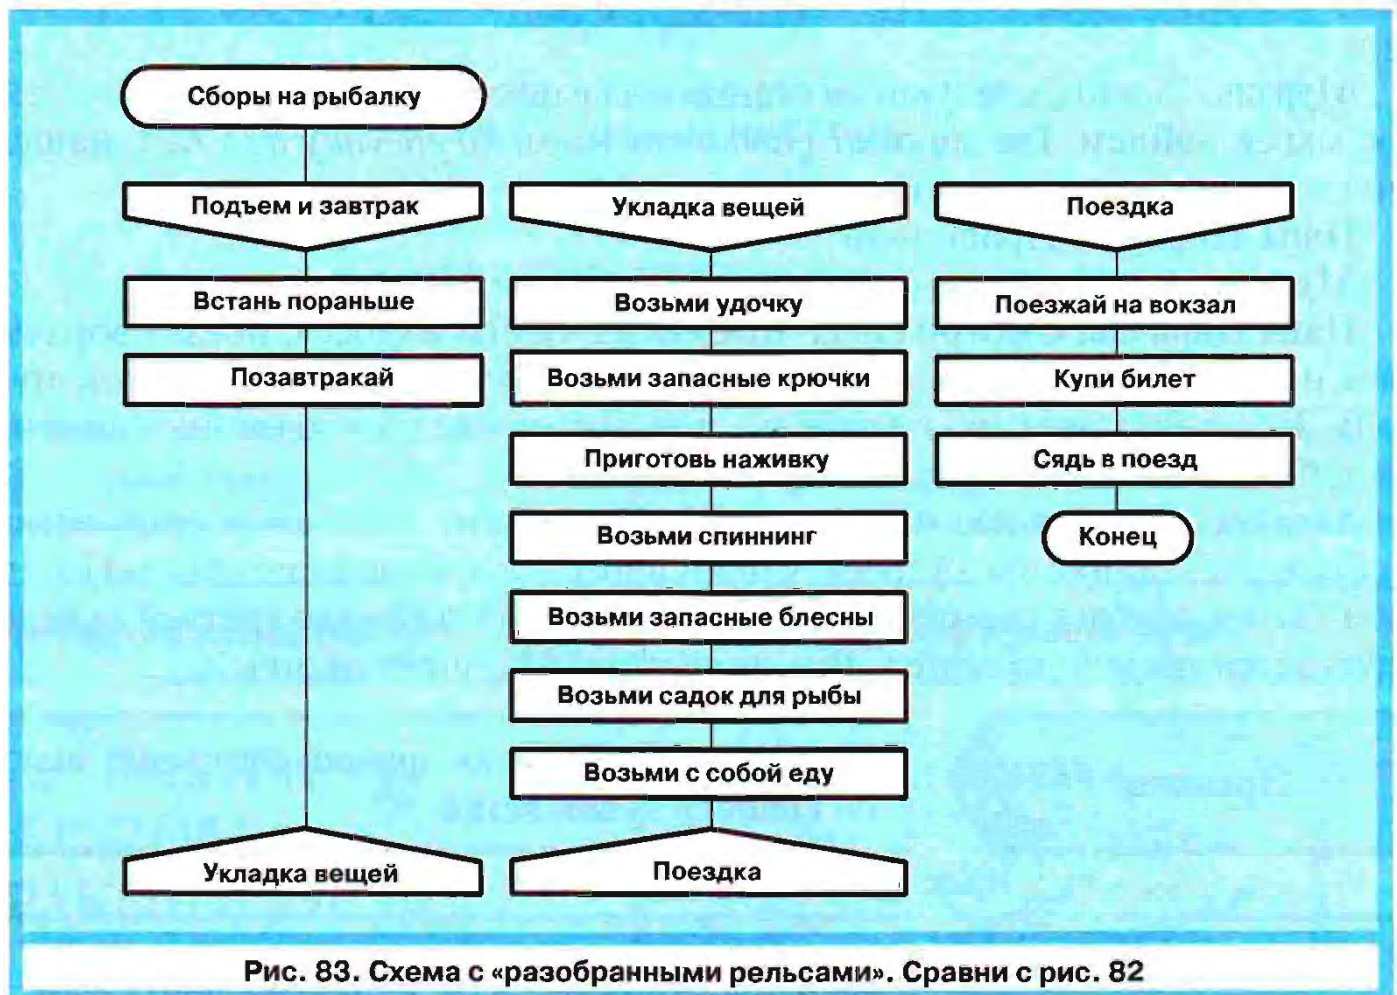 Сборы на рыбалку
Подъем и завтрак
Встань пораньше
Позавтракай
Укладка вещей
Укладка вещей
Возьми удочку
Возьми запасные крючки
Приготовь наживку
Возьми спиннинг
Возьми запасные блесны
Возьми садок для рыбы
Возьми с собой еду
Поездка
Поездка
Поезжай на вокзал
Купи билет
Сядь в поезд
Конец
Рис. 83. Схема с «разобранными рельсами». Сравни с рис. 82